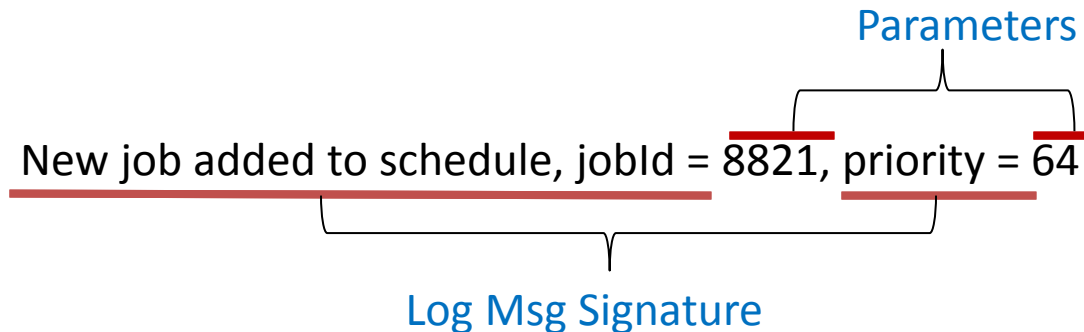 Parameters
New job added to schedule, jobId = 8821, priority = 64
Log Msg Signature